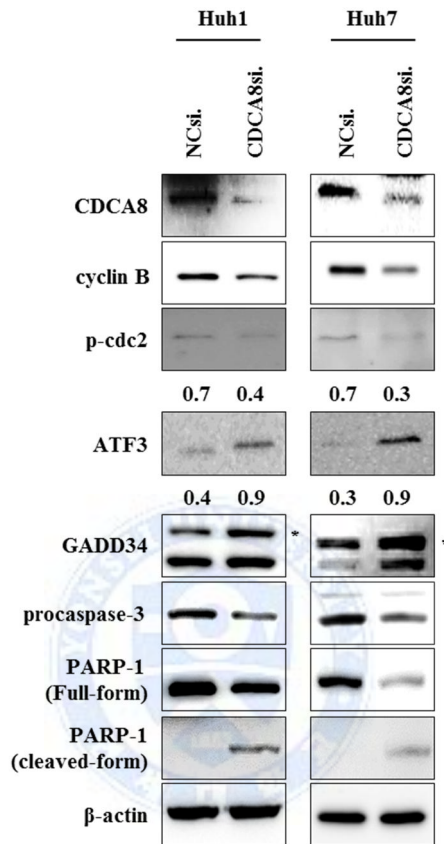 Huh1 Huh7
NCsi. CDCA8si. NCsi. CDCA8si.
CDCA8
cyclin B
p-cdc2
0.7 0.4 0.7 0.3
ATF3
0.4 0.9 0.3 0.9
GADD34 * *
procaspase-3
PARP-1
(Full-form)
PARP-1
(cleaved-form)
β-actin